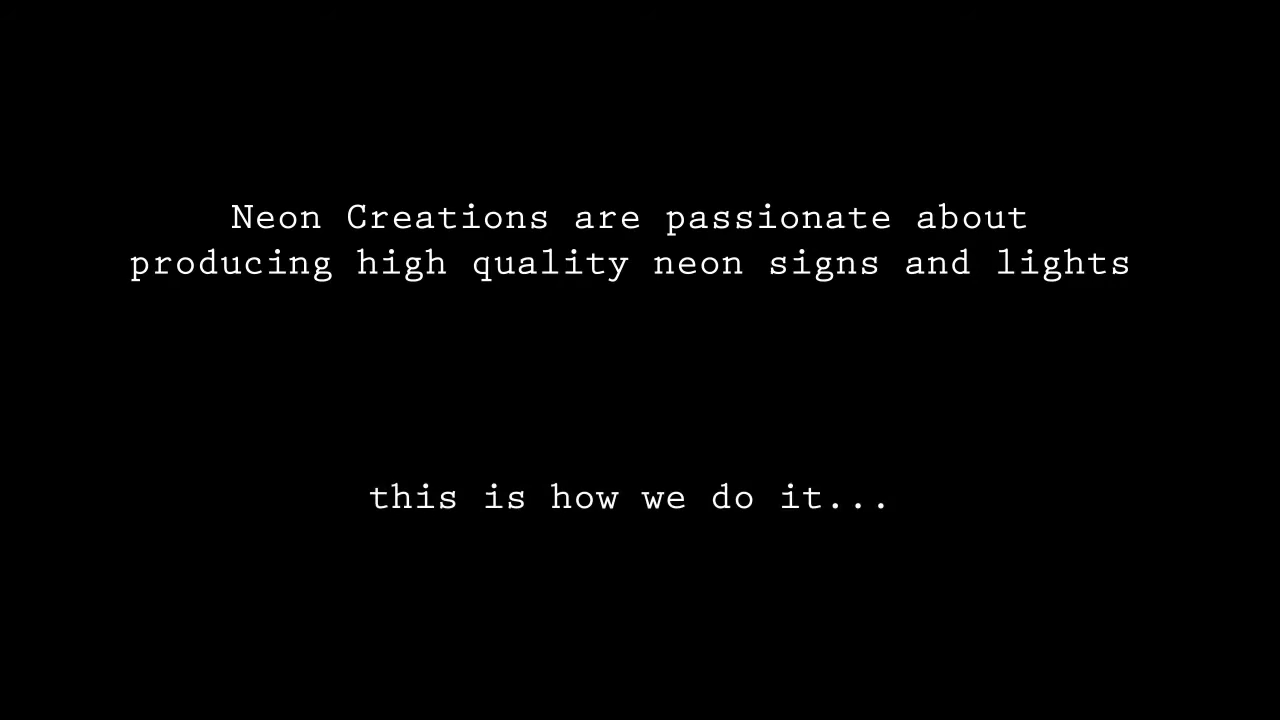 Neon Creations are passionate about
producing high quality neon signs and lights
this is how we do it...